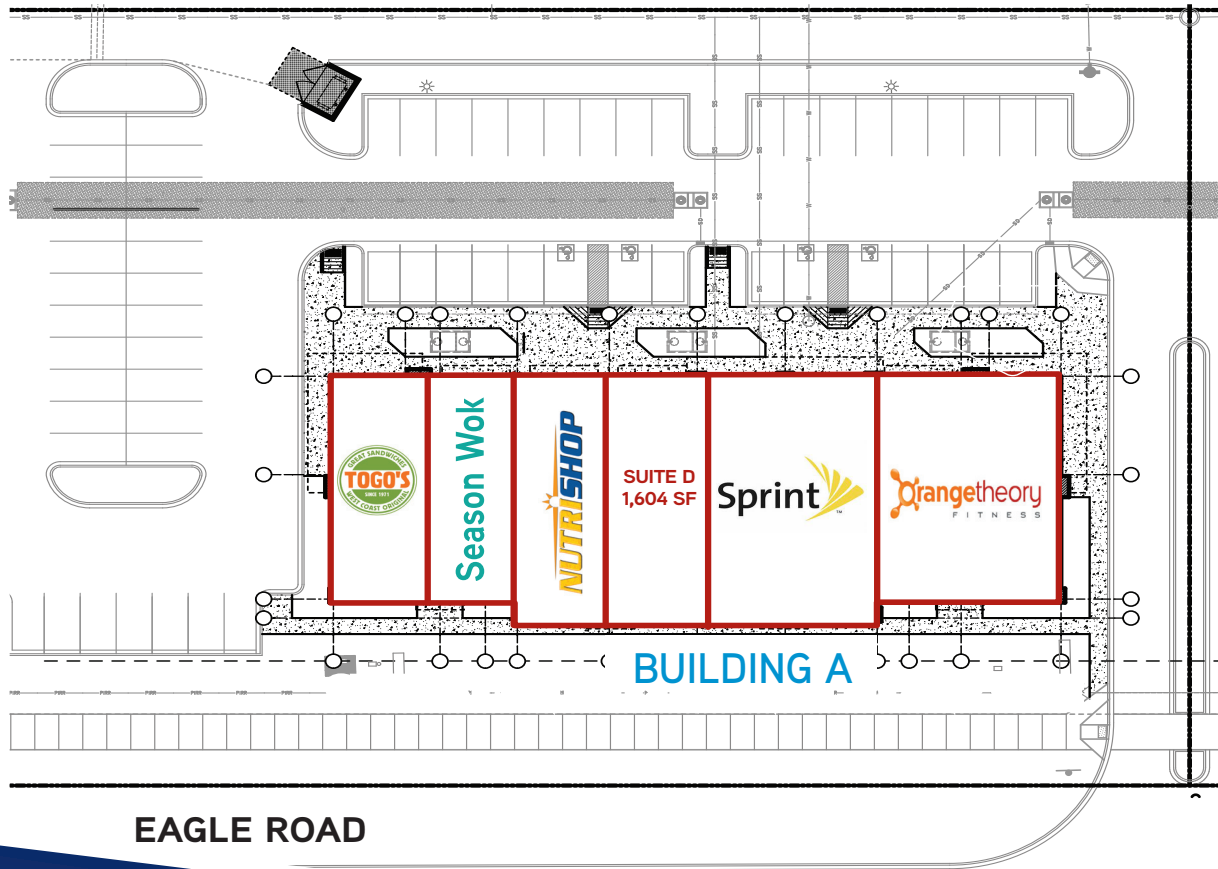 GREAT SANDWICHES
TOGO'S
SINCE 1971
WEST COAST ORIGINAL
Season Wok
NUTRISHOP
SUITE D
1,604 SF
Sprint
Orangetheory
FITNESS
BUILDING A
EAGLE ROAD